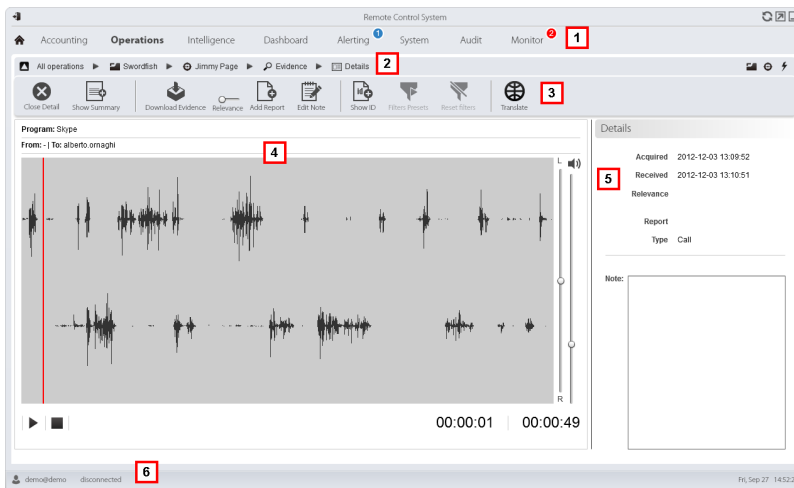 Remote Control System
Accounting Operations Intelligence Dashboard Alerting 1 System Audit Monitor 2 1
All operations Swordfish Jimmy Page Evidence Details 2
Close Detail Show Summary Download Evidence Relevance Add Report Edit Note Show ID Filters Presets Reset filters Translate 3
Program: Skype
From: - | To: alberto.ornaghi
4
L
R
00:00:01 00:00:49
Details
Acquired 2012-12-03 13:09:52
5
Received 2012-12-03 13:10:51
Relevance
Report
Type Call
Note:
demo@demo disconnected 6
Fri, Sep 27 14:52:2